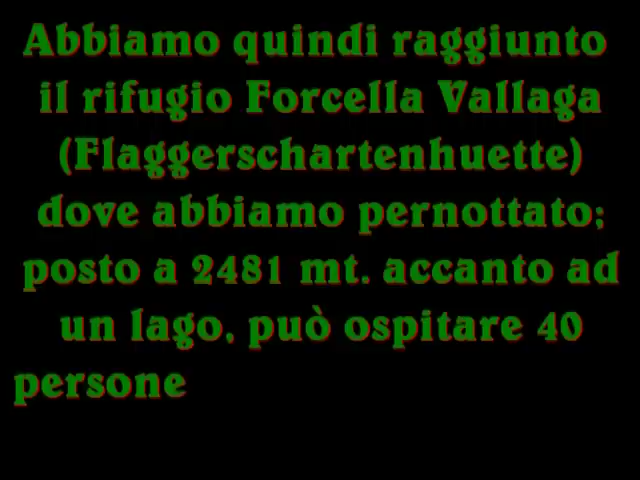 Abbiamo quindi raggiunto
il rifugio Forcella Vallaga
(Flaggerschartenhuette)
dove abbiamo pernottato;
posto a 2481 mt. accanto ad
un lago, può ospitare 40
persone